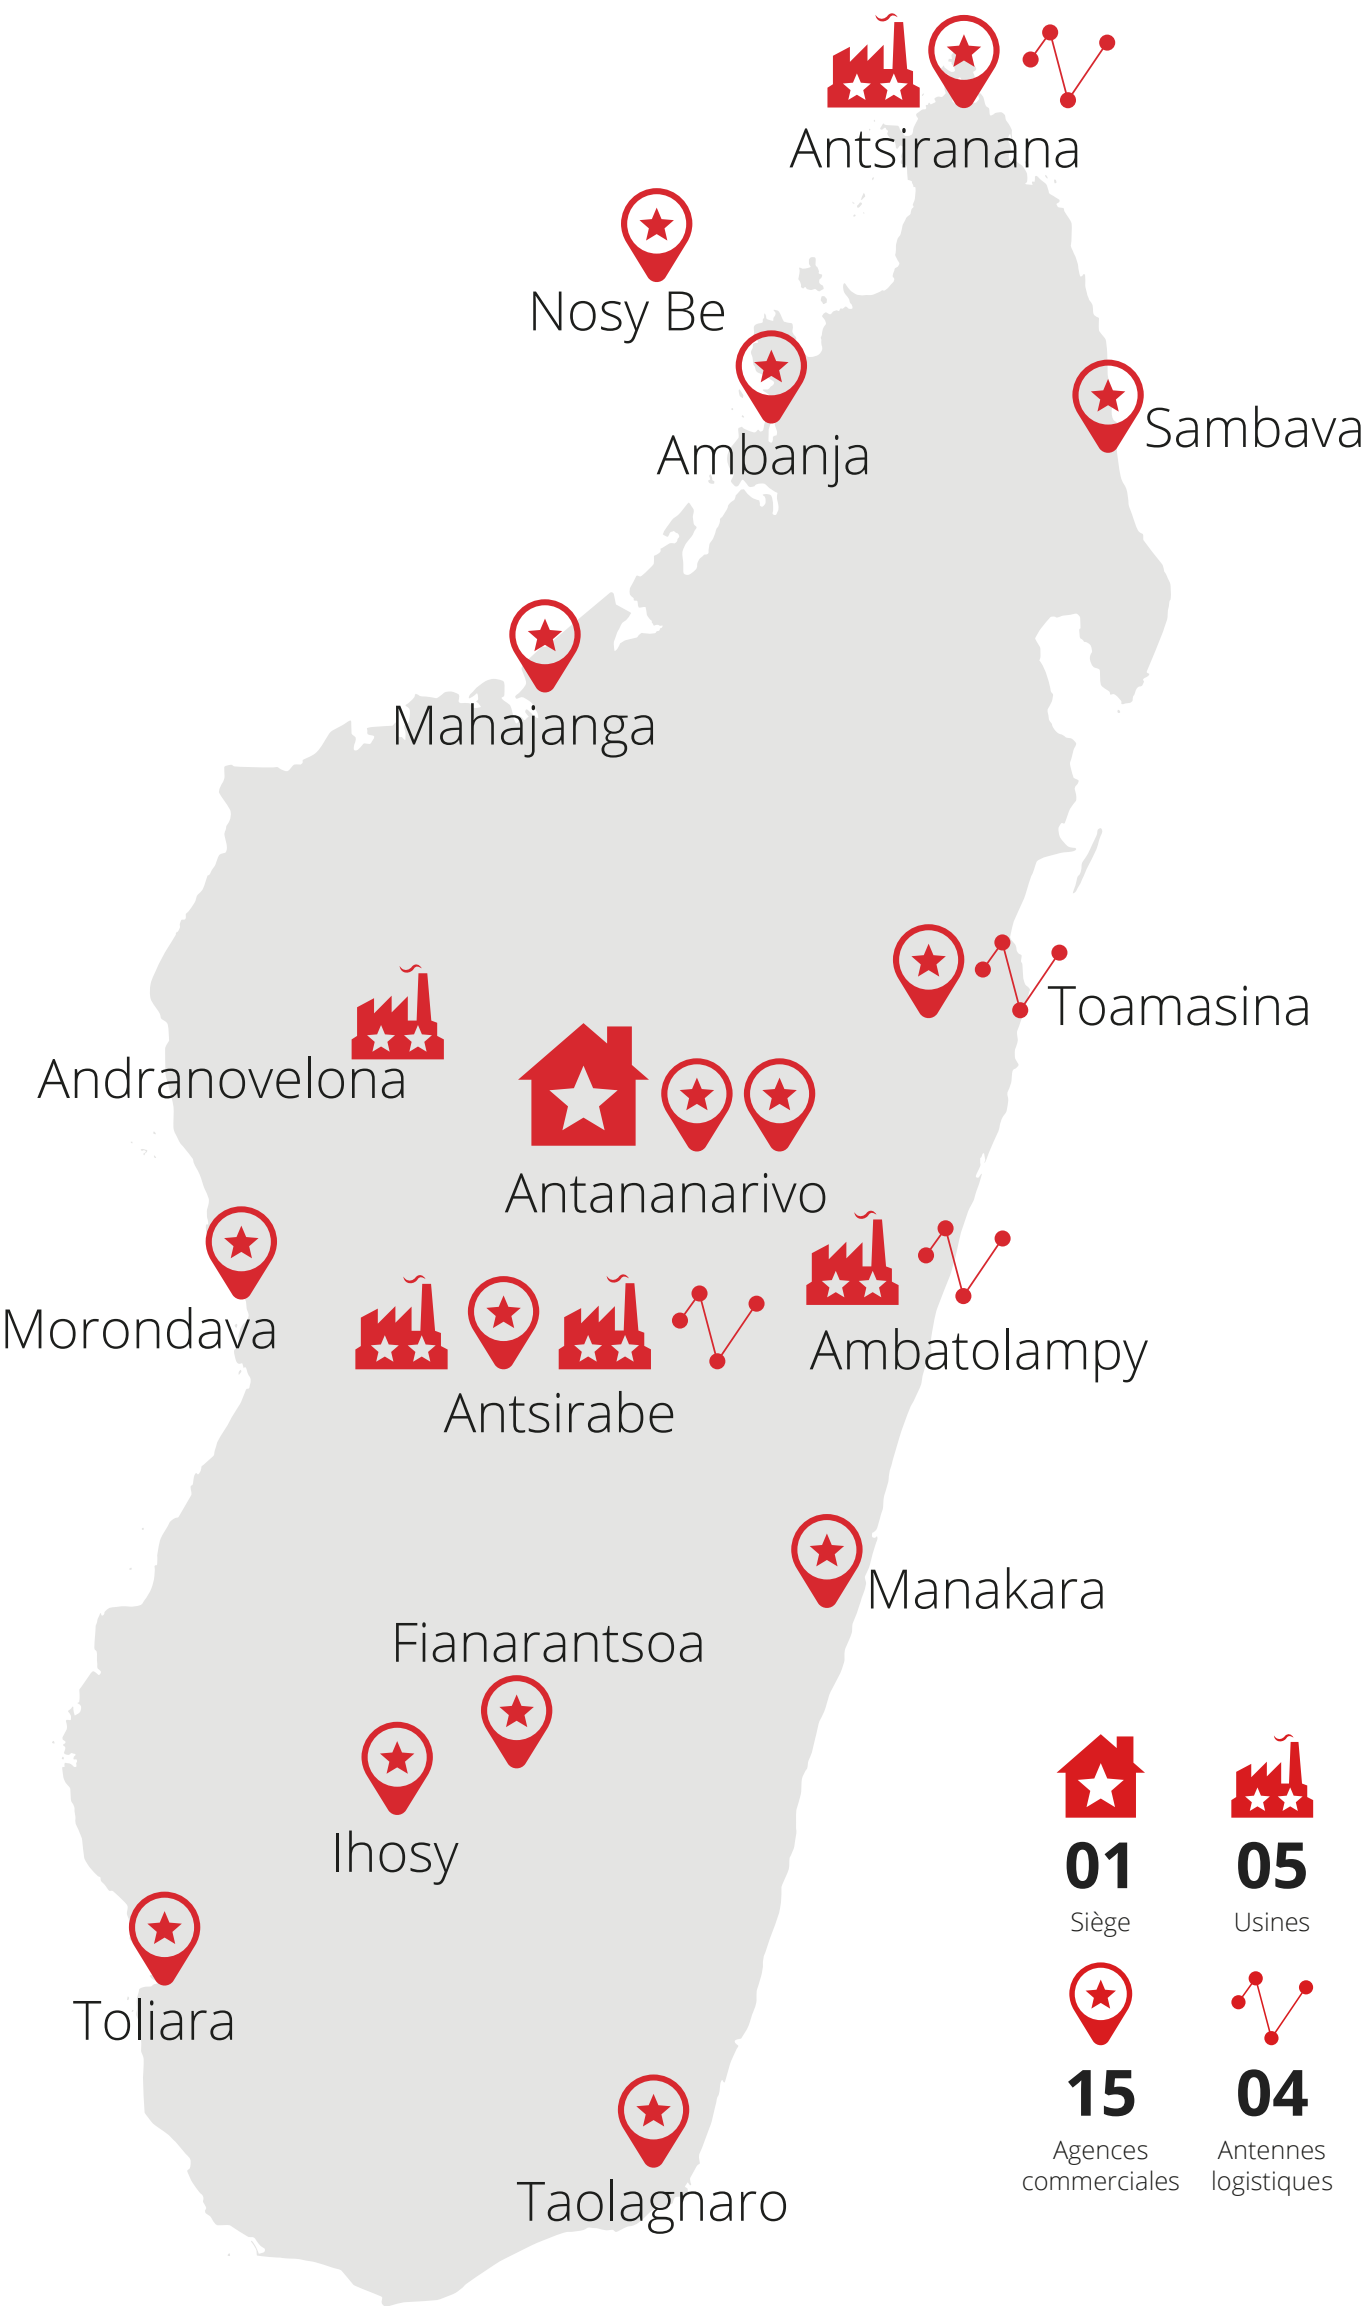 Antsiranana
Nosy Be
Ambanja
Sambava
Mahajanga
Toamasina
Andranovelona
Antananarivo
Morondava
Ambatolampy
Antsirabe
Manakara
Fianarantsoa
Ihosy
Toliara
Taolagnaro
01
Siège
05
Usines
15
Agences
commerciales
04
Antennes
logistiques